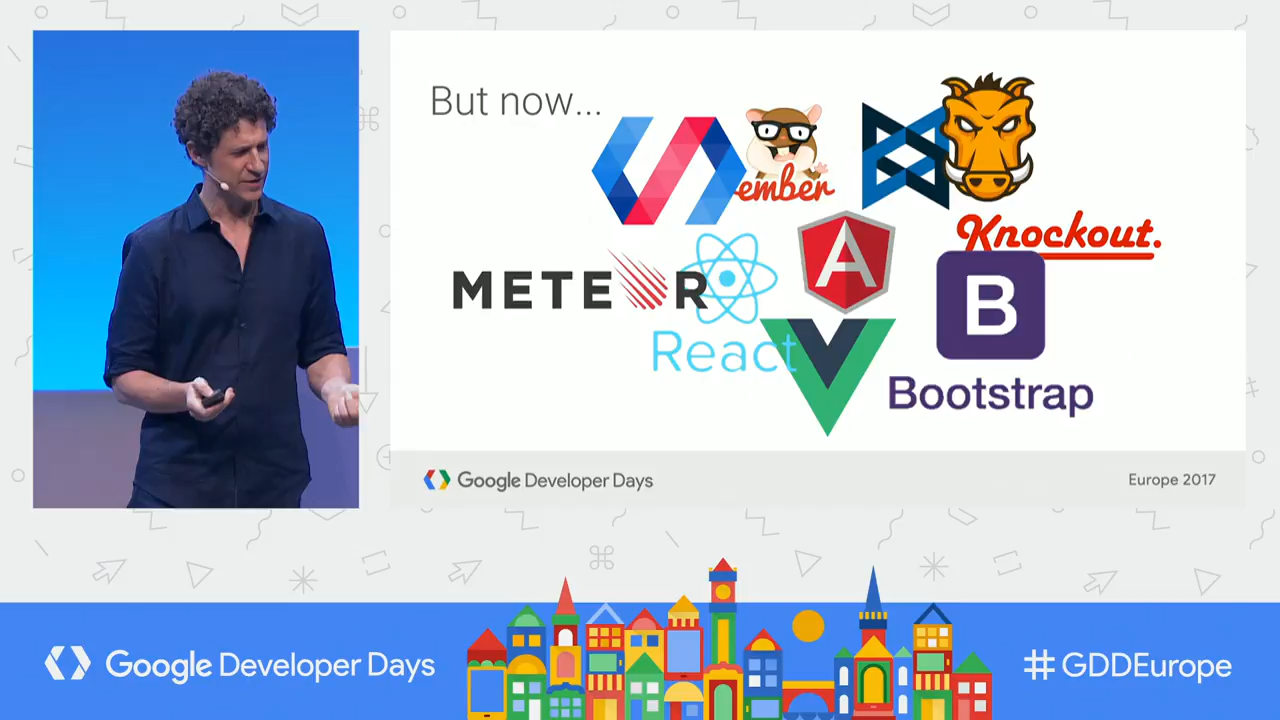 But now...
ember
Knockout.
METEOR
A
B
React
Bootstrap
Google Developer Days
Europe 2017
Google Developer Days
#GDDEurope